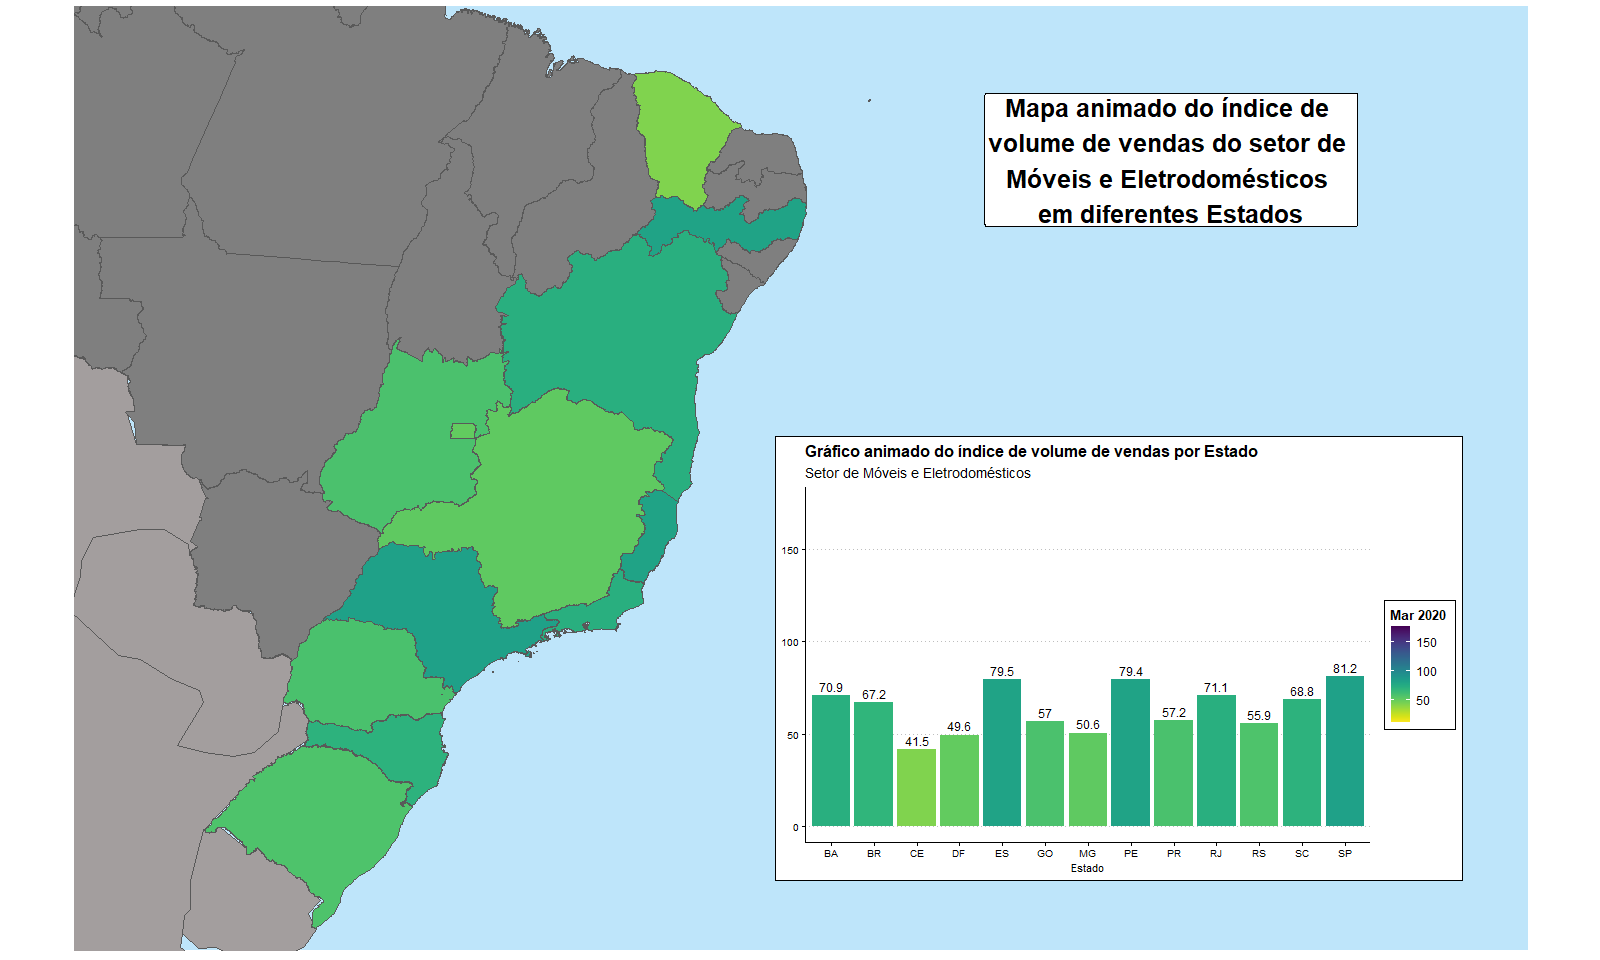 Mapa animado do índice de
volume de vendas do setor de
Móveis e Eletrodomésticos
em diferentes Estados
Gráfico animado do índice de volume de vendas por Estado
Setor de Móveis e Eletrodomésticos
150
100
50
0
70.9
67.2
41.5
49.6
79.5
57
50.6
79.4
57.2
71.1
55.9
68.8
81.2
BA BR CE DF ES GO MG PE PR RJ RS SC SP
Estado
Mar 2020
150
100
50